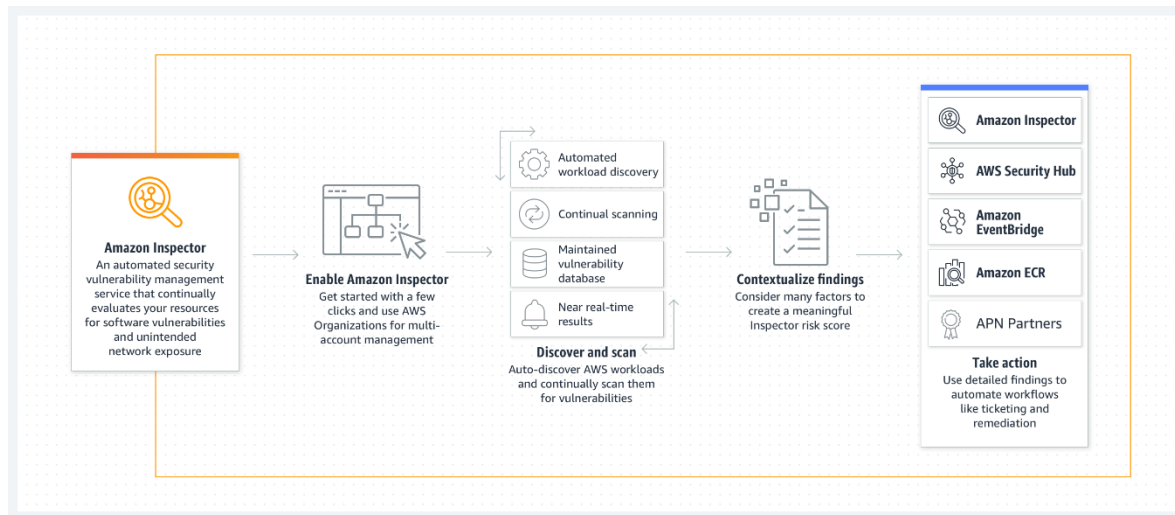 Amazon Inspector
An automated security
vulnerability management
service that continually
evaluates your resources
for software vulnerabilities
and unintended
network exposure
Enable Amazon Inspector
Get started with a few
clicks and use AWS
Organizations for multi-
account management
Automated
workload discovery
Continual scanning
Maintained
vulnerability
database
Near real-time
results
Discover and scan
Auto-discover AWS workloads
and continually scan them
for vulnerabilities
Contextualize findings
Consider many factors to
create a meaningful
Inspector risk score
Amazon Inspector
AWS Security Hub
Amazon
EventBridge
Amazon ECR
APN Partners
Take action
Use detailed findings to
automate workflows
like ticketing and
remediation